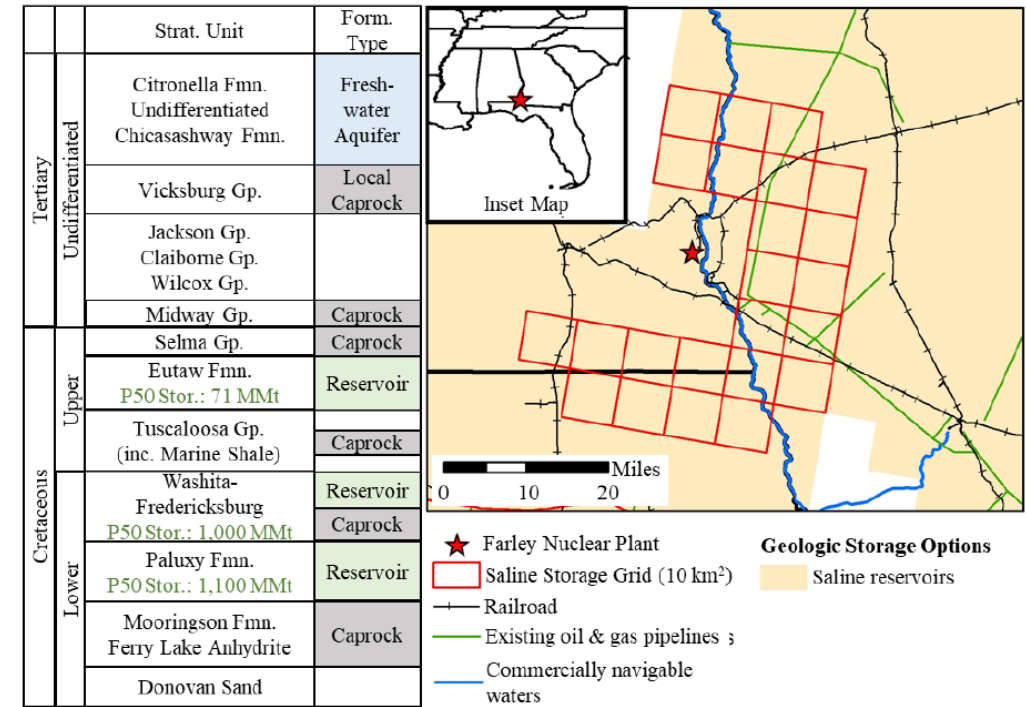 Strat. Unit
Form.
Type
Tertiary
Undifferentiated
Citronella Fmn.
Undifferentiated
Chicasashway Fmn.
Fresh-
water
Aquifer
Vicksburg Gp.
Local
Caprock
Jackson Gp.
Claiborne Gp.
Wilcox Gp.
Midway Gp.
Caprock
Cretaceous
Upper
Selma Gp.
Caprock
Eutaw Fmn.
P50 Stor.: 71 MMt
Reservoir
Tuscaloosa Gp.
(inc. Marine Shale)
Caprock
Lower
Washita-
Fredericksburg
P50 Stor.: 1,000 MMt
Reservoir
Caprock
Paluxy Fmn.
P50 Stor.: 1,100 MMt
Reservoir
Mooringson Fmn.
Ferry Lake Anhydrite
Caprock
Donovan Sand
Inset Map
Miles
0 10 20
Farley Nuclear Plant
Saline Storage Grid (10 km²)
Railroad
Existing oil & gas pipelines s
Commercially navigable
waters
Geologic Storage Options
Saline reservoirs